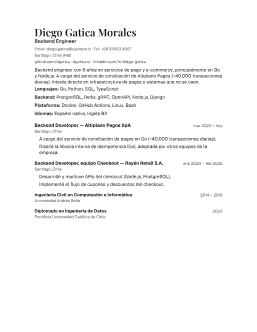 Diego Gatica Morales
Backend Engineer
Email: diego.gatica@example.cl · Tel: +56 9 6123 4567
Santiago, Chile (RM)
github.com/dgatica · dgatica.cl · linkedin.com/in/diego-gatica
Backend engineer con 6 años en servicios de pago y e-commerce, principalmente en Go
y Node.js. A cargo del servicio de conciliación de Altiplano Pagos (~40.000 transacciones
diarias). Interés directo en infraestructura de pagos y sistemas, no en SaaS.
Lenguajes: Go, Python, SQL, TypeScript
Backend: PostgreSQL, Redis, gRPC, OpenAPI, Node.js, Django
Plataforma: Docker, GitHub Actions, Linux, Bash
Idiomas: Español nativo, Inglés B2
Backend Developer — Altiplano Pagos SpA mar 2022 – hoy
Santiago, Chile
A cargo del servicio de conciliación de pagos en Go (~40.000 transacciones diarias).
Diseñé la librería interna de idempotencia (Go), adoptada por otros equipos de la
empresa.
Backend Developer, equipo Checkout — Rayén Retail S.A. ene 2020 – feb 2022
Santiago, Chile
Desarrollé y mantuve APIs del checkout (Node.js, PostgreSQL).
Implementé el flujo de cupones y descuentos del checkout.
Ingeniería Civil en Computación e Informática 2014 – 2019
Universidad Andrés Bello
Diplomado en Ingeniería de Datos 2022
Pontificia Universidad Católica de Chile